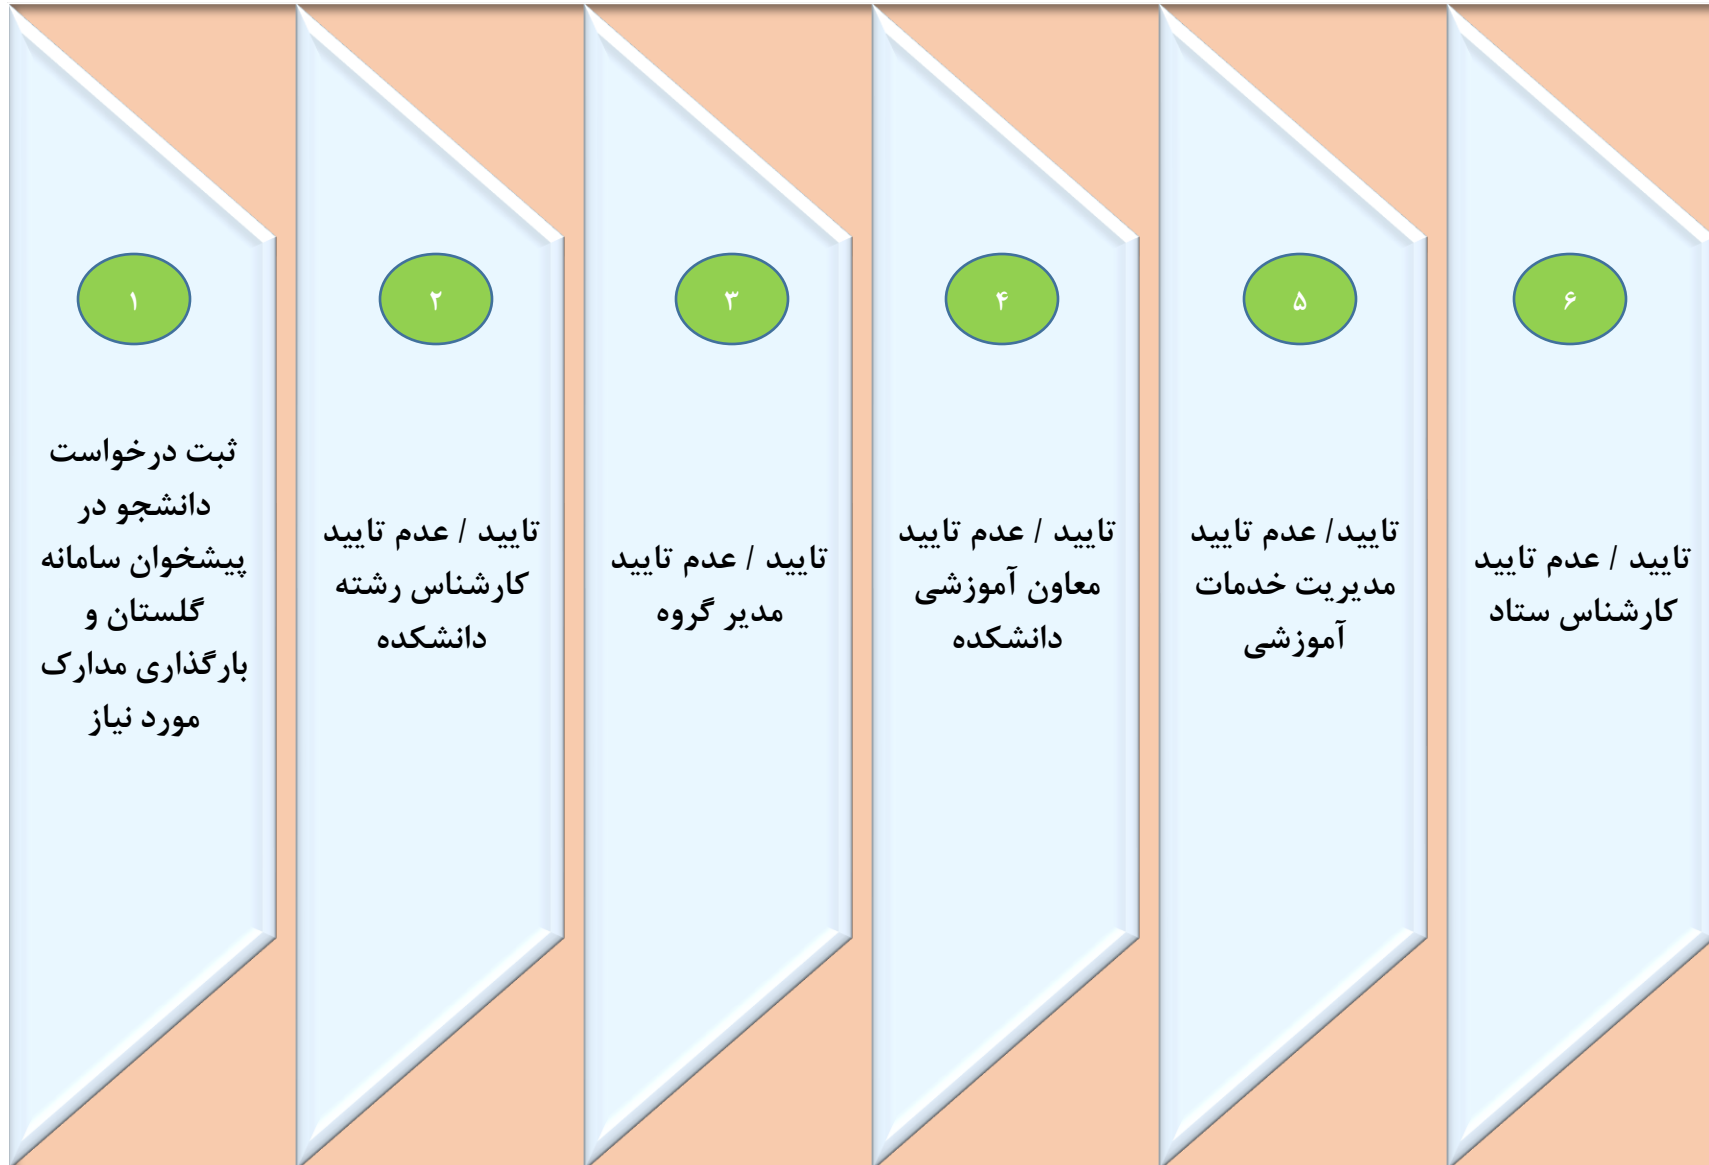 ۱
ثبت درخواست
دانشجو در
پیشخوان سامانه
گلستان و
بارگذاری مدارک
مورد نیاز
۲
تایید / عدم تایید
کارشناس رشته
دانشکده
۳
تایید / عدم تایید
مدیر گروه
۴
تایید / عدم تایید
معاون آموزشی
دانشکده
۵
تایید/ عدم تایید
مدیریت خدمات
آموزشی
۶
تایید / عدم تایید
کارشناس ستاد